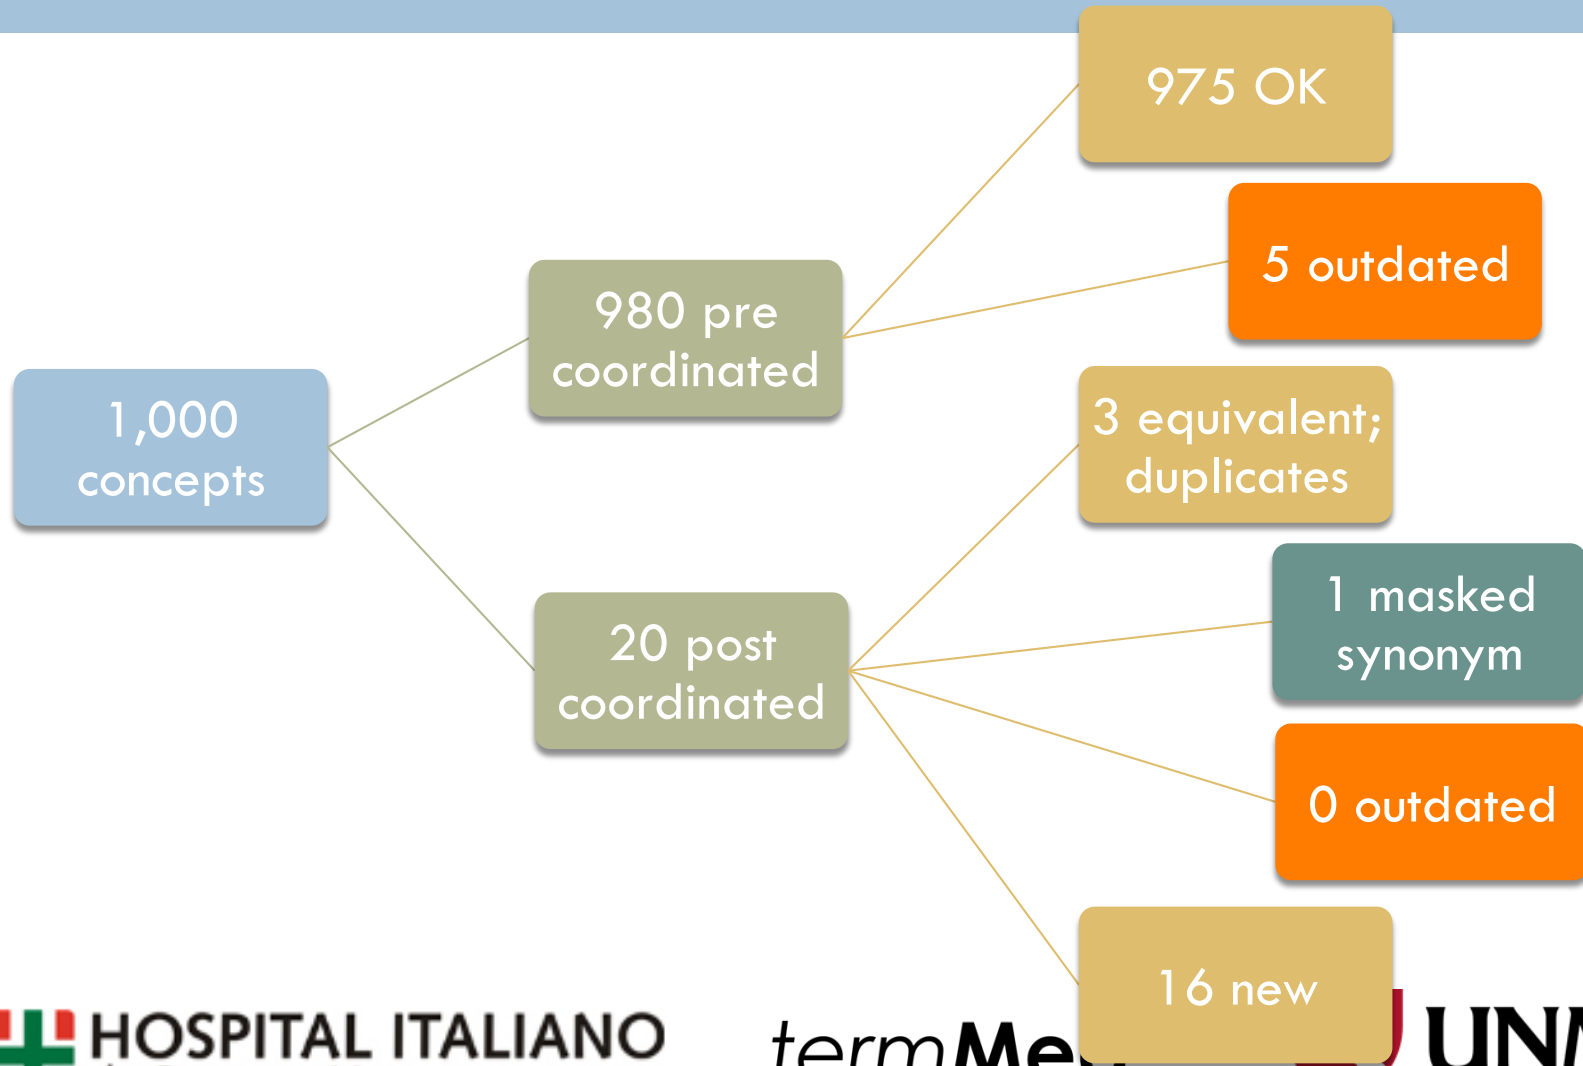 975 OK
5 outdated
980 pre
coordinated
1,000
concepts
3 equivalent;
duplicates
1 masked
synonym
20 post
coordinated
0 outdated
16 new
HOSPITAL ITALIANO